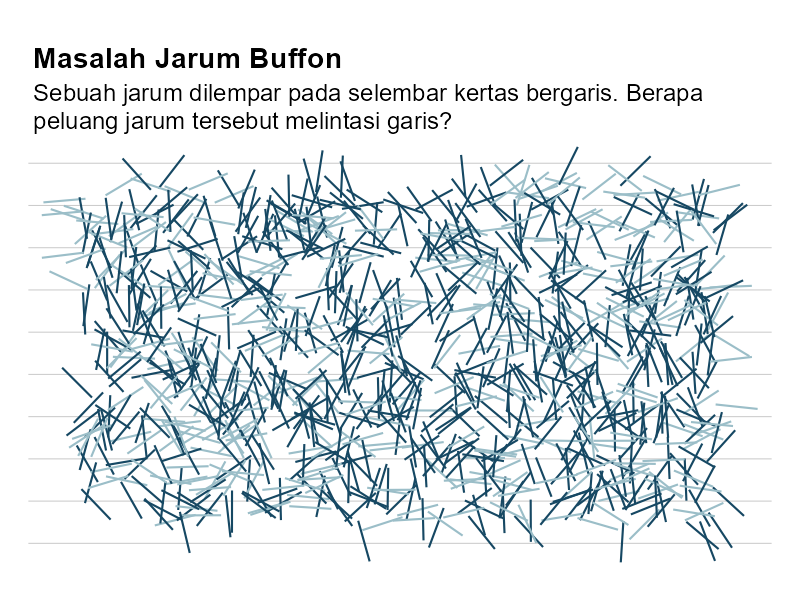 Masalah Jarum Buffon
Sebuah jarum dilempar pada selembar kertas bergaris. Berapa
peluang jarum tersebut melintasi garis?